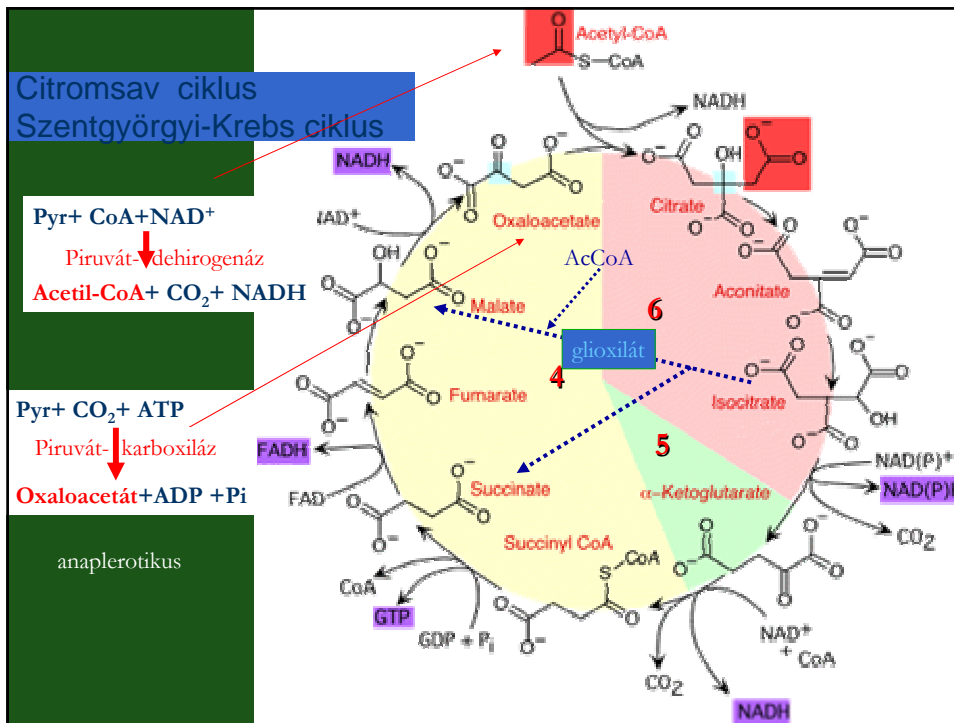 Citromsav ciklus
Szentgyörgyi-Krebs ciklus
Pyr+ CoA+NAD⁺
Piruvát- dehirogenáz
Acetil-CoA+ CO₂+ NADH
Pyr+ CO₂+ ATP
Piruvát- karboxiláz
Oxaloacetát+ADP +Pi
anaplerotikus
O
Acetyl-CoA
S—CoA
NADH
O⁻
O
O⁻
OH
O
O⁻
O
Citrate
O⁻
O
O
O⁻
Aconitate
O⁻
O
O⁻
O
O⁻
O
O⁻
O
OH
Isocitrate
NAD(P)⁺
NAD(P)H
CO₂
α-Ketoglutarate
O⁻
O
O
O⁻
O
NAD⁺
+ CoA
NADH
CO₂
Succinyl CoA
CoA
S
O
O
O⁻
GDP + Pᵢ
GTP
CoA
Succinate
O⁻
O
O
O⁻
FAD
FADH
Fumarate
O⁻
O
O
O⁻
Malate
OH
O⁻
O
O
O⁻
IAD⁺
NADH
Oxaloacetate
O⁻
O
O
O⁻
O
AcCoA
glioxilát
6
4
5